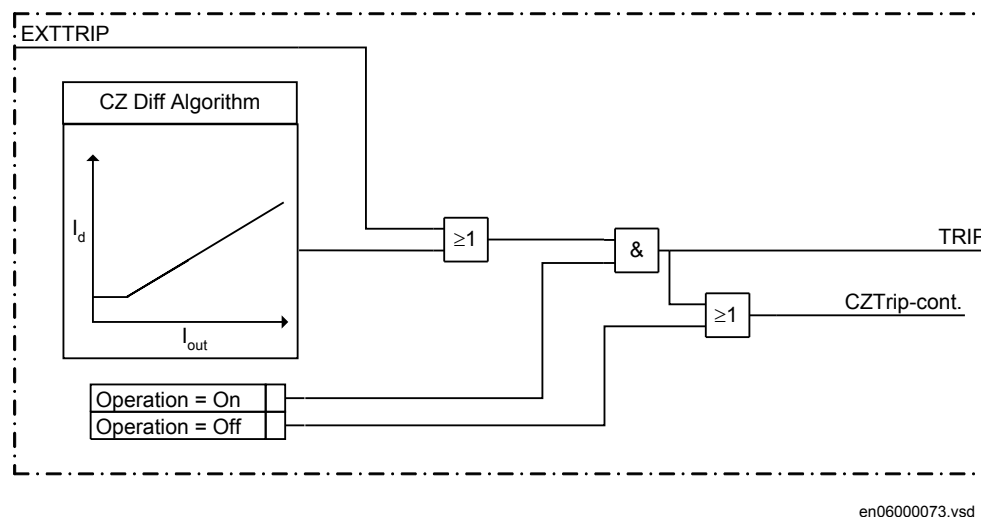 EXTTRIP
CZ Diff Algorithm
Id
Iout
≥1
&
TRIP
≥1
CZTrip-cont.
Operation = On
Operation = Off
en06000073.vsd